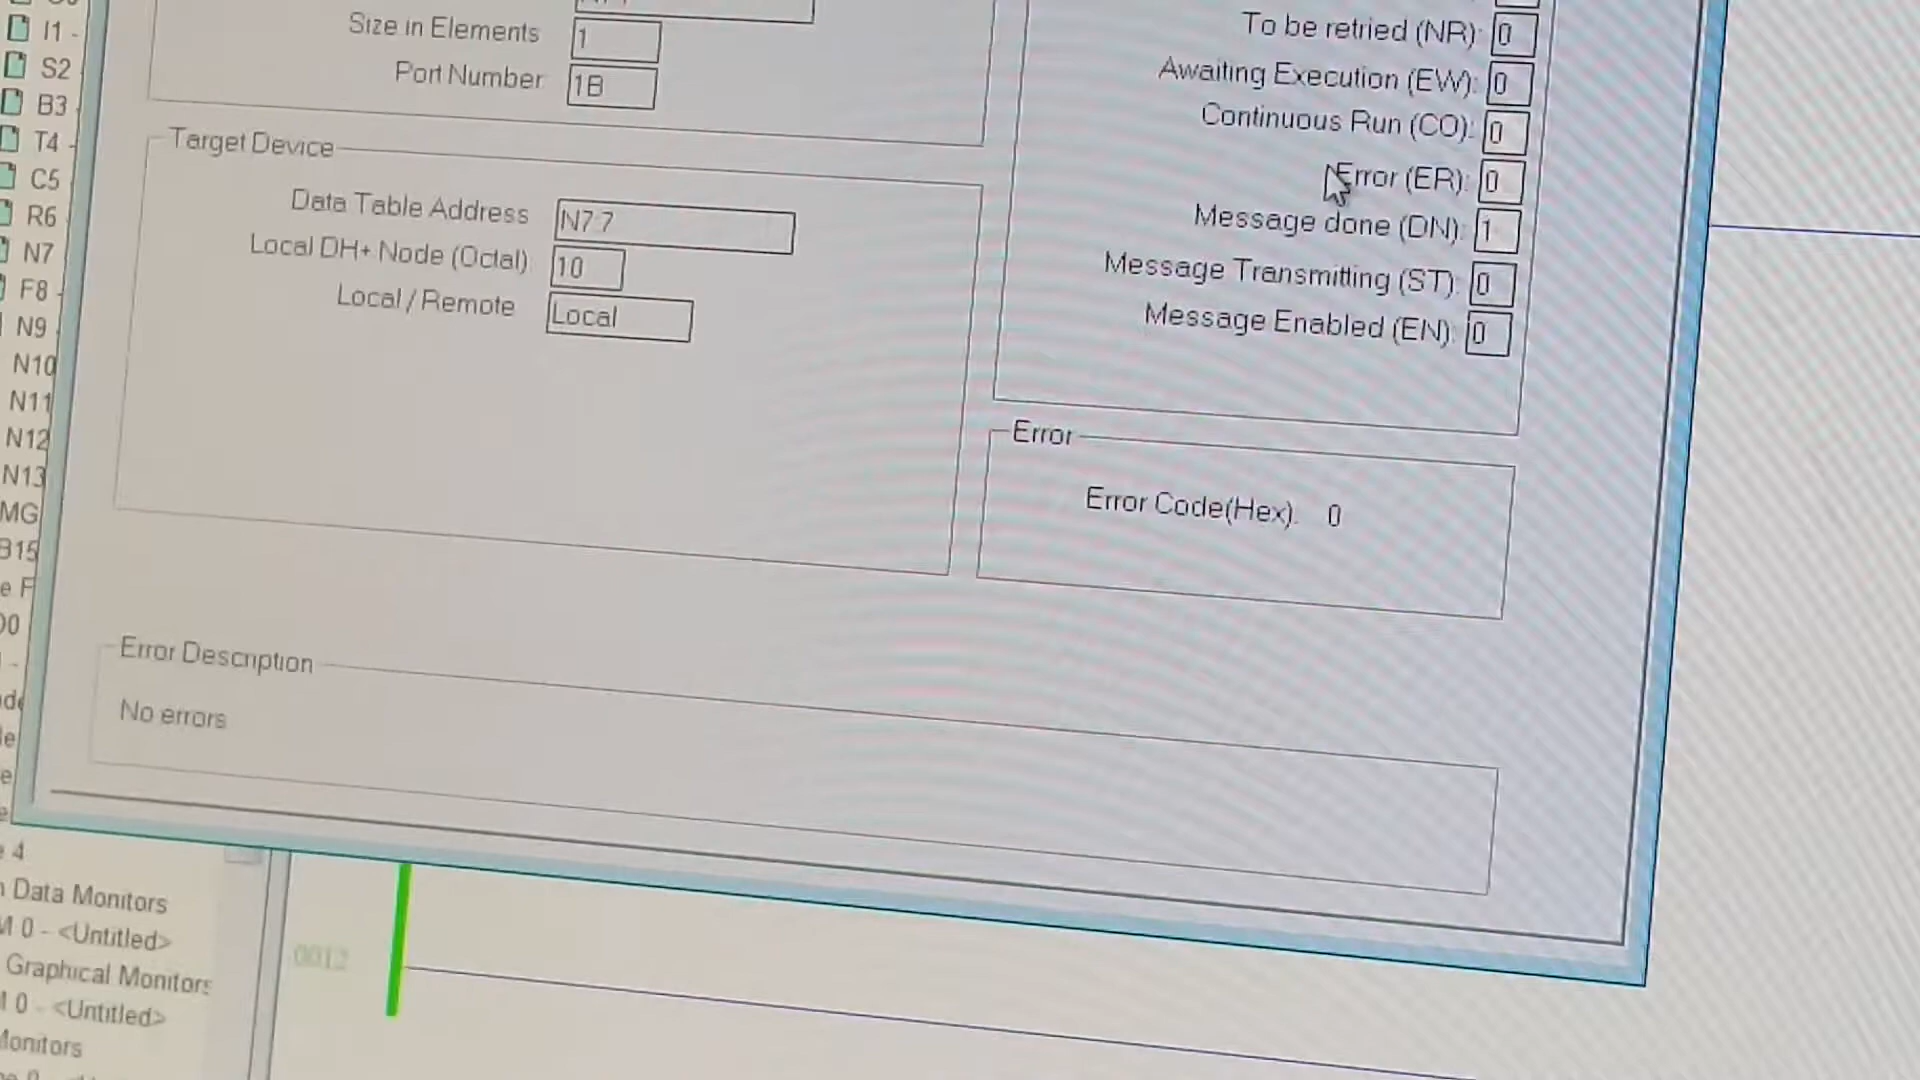 Size in Elements 1
Port Number 1B
Target Device
Data Table Address N7:7
Local DH+ Node (Octal) 10
Local / Remote Local
To be retried (NR): 0
Awaiting Execution (EW): 0
Continuous Run (CO): 0
Error (ER): 0
Message done (DN): 1
Message Transmitting (ST): 0
Message Enabled (EN): 0
Error
Error Code(Hex): 0
Error Description
No errors
I1 -
S2
B3
T4 -
C5
R6
N7
F8 -
N9
N10
N11
N12
N13
MG
B15
Data Monitors
0 - <Untitled>
Graphical Monitors
0 - <Untitled>
Monitors
0012